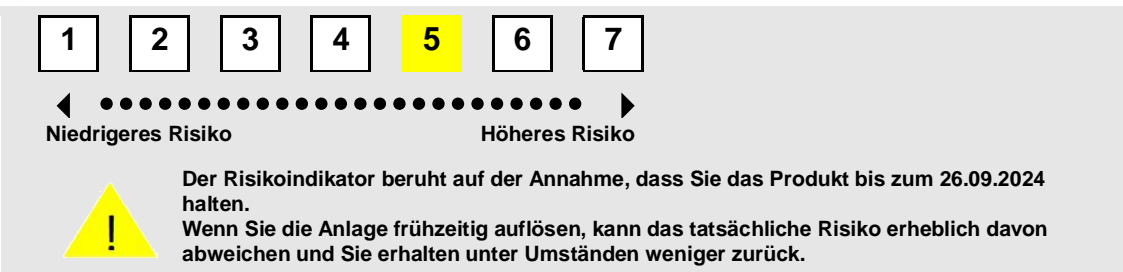 1 2 3 4 5 6 7
Niedrigeres Risiko Höheres Risiko
Der Risikoindikator beruht auf der Annahme, dass Sie das Produkt bis zum 26.09.2024
halten.
Wenn Sie die Anlage frühzeitig auflösen, kann das tatsächliche Risiko erheblich davon
abweichen und Sie erhalten unter Umständen weniger zurück.
!